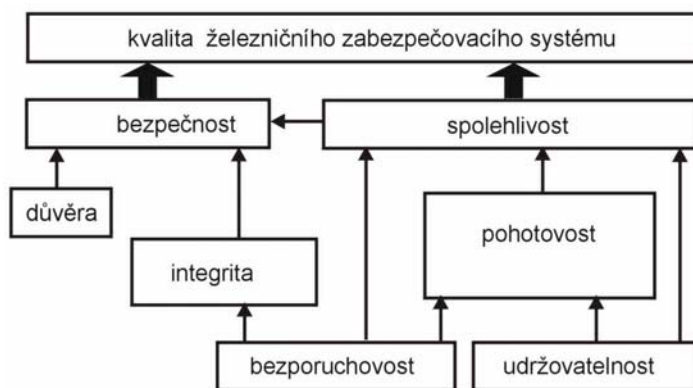 kvalita železničního zabezpečovacího systému
bezpečnost
spolehlivost
důvěra
pohotovost
integrita
bezporuchovost
udržovatelnost